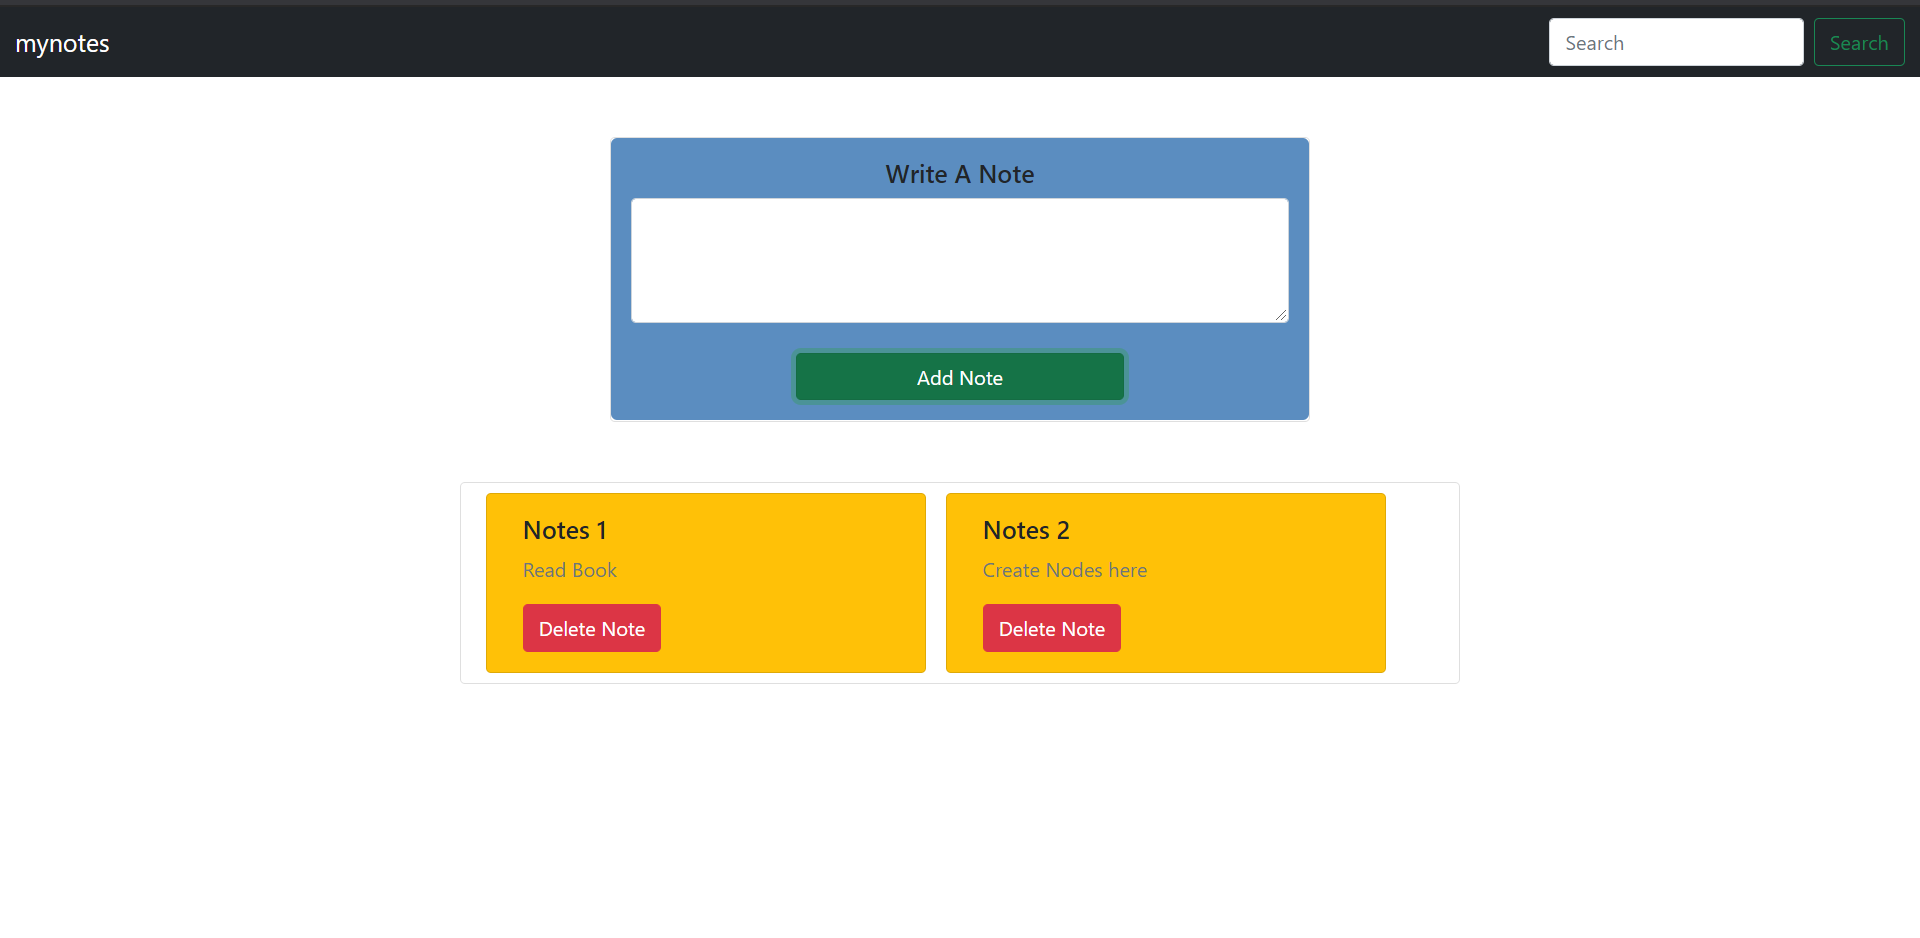 mynotes
Search
Search
Write A Note
Add Note
Notes 1
Read Book
Delete Note
Notes 2
Create Nodes here
Delete Note